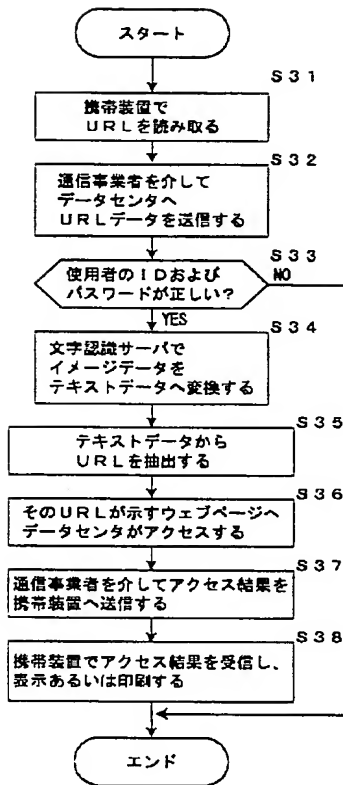 スタート
S31
携帯装置で
URLを読み取る
S32
通信事業者を介して
データセンタへ
URLデータを送信する
S33
使用者のIDおよび
パスワードが正しい?
NO
YES
S34
文字認識サーバで
イメージデータを
テキストデータへ変換する
S35
テキストデータから
URLを抽出する
S36
そのURLが示すウェブページへ
データセンタがアクセスする
S37
通信事業者を介してアクセス結果を
携帯装置へ送信する
S38
携帯装置でアクセス結果を受信し、
表示あるいは印刷する
エンド